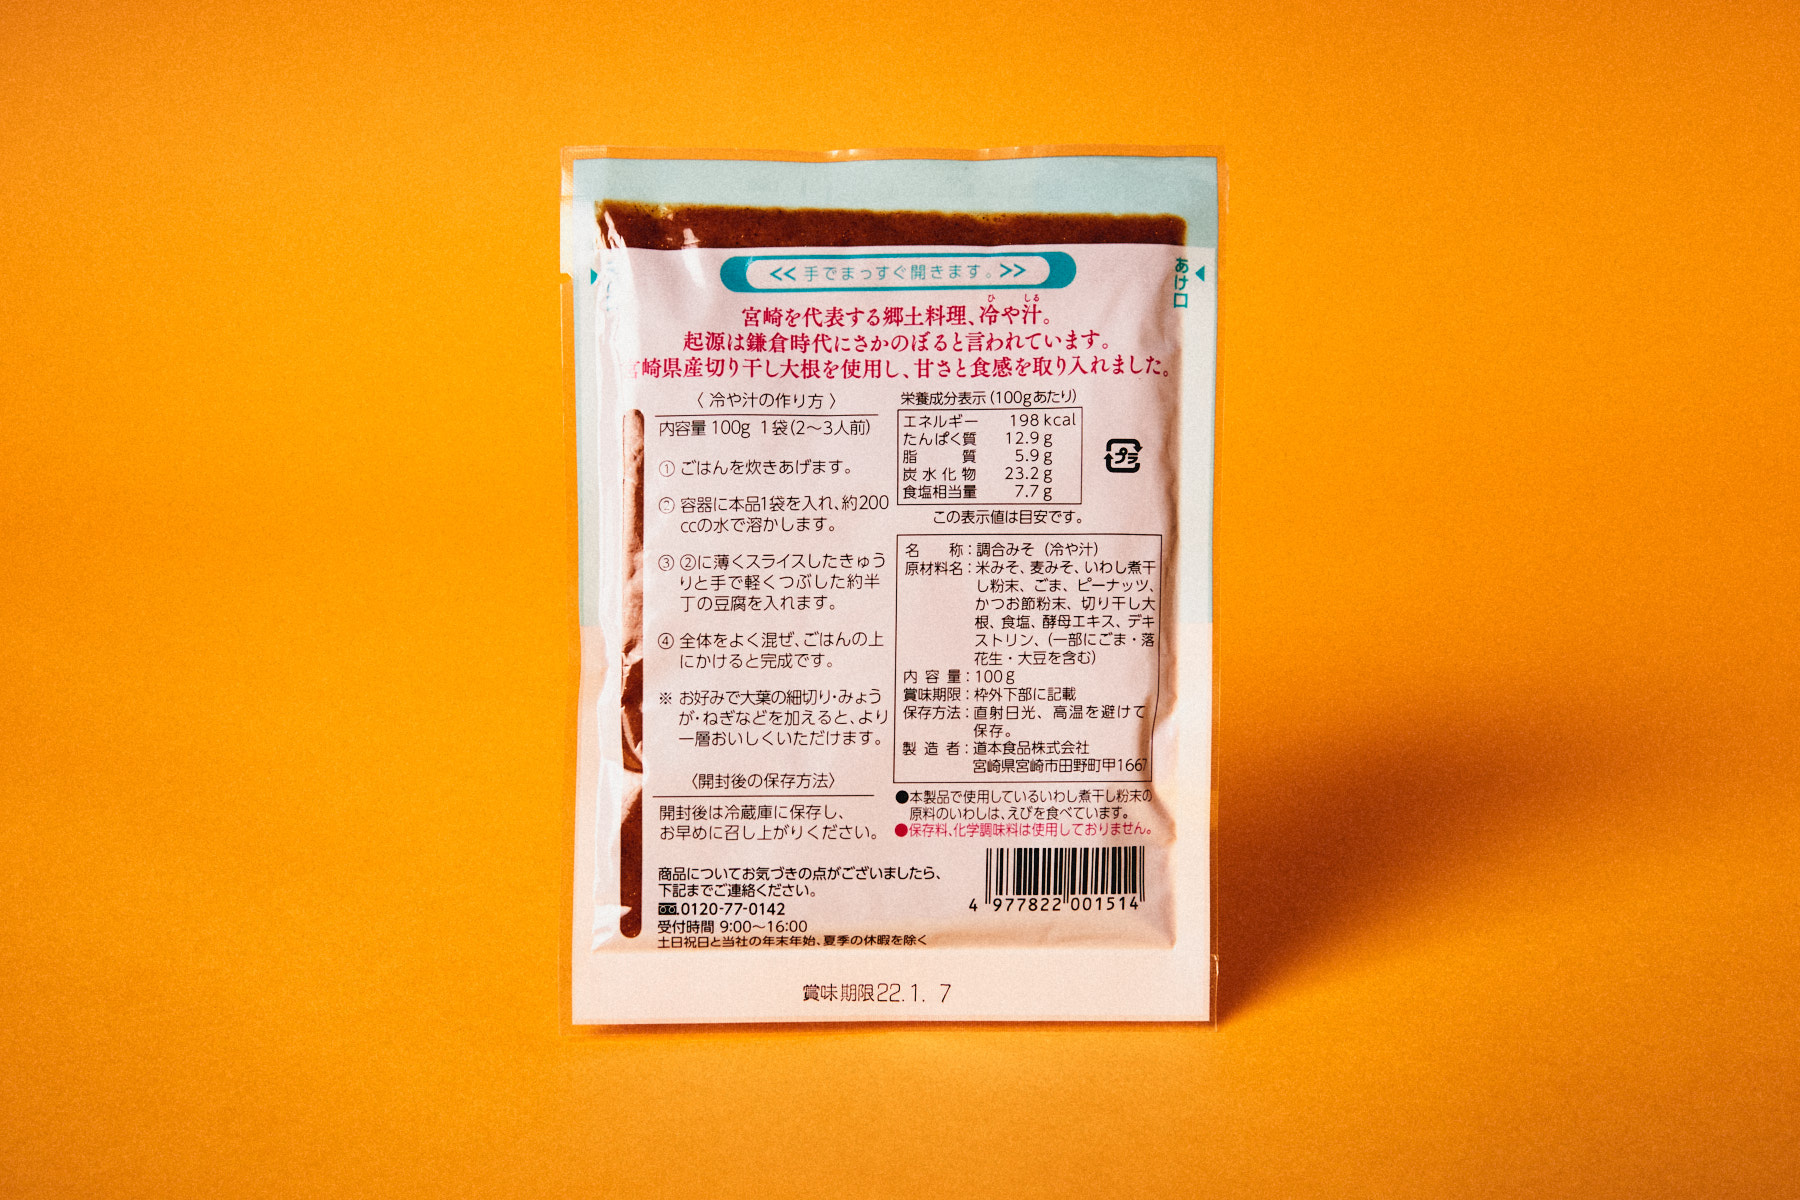 << 手でまっすぐ開きます。>>
あけ口
宮崎を代表する郷土料理、冷や汁。
ひ しる
起源は鎌倉時代にさかのぼると言われています。
宮崎県産切り干し大根を使用し、甘さと食感を取り入れました。
〈 冷や汁の作り方 〉
内容量 100g 1袋(2〜3人前)
① ごはんを炊きあげます。
② 容器に本品1袋を入れ、約200
ccの水で溶かします。
③ ②に薄くスライスしたきゅう
りと手で軽くつぶした約半
丁の豆腐を入れます。
④ 全体をよく混ぜ、ごはんの上
にかけると完成です。
※ お好みで大葉の細切り・みょう
が・ねぎなどを加えると、より
一層おいしくいただけます。
〈開封後の保存方法〉
開封後は冷蔵庫に保存し、
お早めに召し上がりください。
栄養成分表示(100gあたり)
エネルギー 198kcal
たんぱく質 12.9g
脂質 5.9g
炭水化物 23.2g
食塩相当量 7.7g
この表示値は目安です。
プラ
名称:調合みそ(冷や汁)
原材料名:米みそ、麦みそ、いわし煮干
し粉末、ごま、ピーナッツ、
かつお節粉末、切り干し大
根、食塩、酵母エキス、デキ
ストリン、(一部にごま・落
花生・大豆を含む)
内容量:100g
賞味期限:枠外下部に記載
保存方法:直射日光、高温を避けて
保存。
製造者:道本食品株式会社
宮崎県宮崎市田野町甲1667
●本製品で使用しているいわし煮干し粉末の
原料のいわしは、えびを食べています。
●保存料、化学調味料は使用しておりません。
商品についてお気づきの点がございましたら、
下記までご連絡ください。
0120-77-0142
受付時間 9:00〜16:00
土日祝日と当社の年末年始、夏季の休暇を除く
4 977822 001514
賞味期限22.1. 7